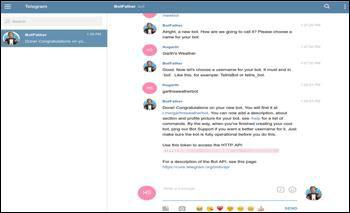 Telegram
BotFather bot
Search
BotFather
Done! Congratulations on yo...
/newbot
BotFather
Alright, a new bot. How are we going to call it? Please choose a
name for your bot.
Hogarth
Garth's Weather
BotFather
Good. Now let's choose a username for your bot. It must end in
`bot`. Like this, for example: TetrisBot or tetris_bot.
Hogarth
garthsweatherbot
BotFather
Done! Congratulations on your new bot. You will find it at
t.me/garthsweatherbot. You can now add a description, about
section and profile picture for your bot, see /help for a list of
commands. By the way, when you've finished creating your cool
bot, ping our Bot Support if you want a better username for it. Just
make sure the bot is fully operational before you do this.
Use this token to access the HTTP API:
For a description of the Bot API, see this page:
https://core.telegram.org/bots/api
HG
Write a message...